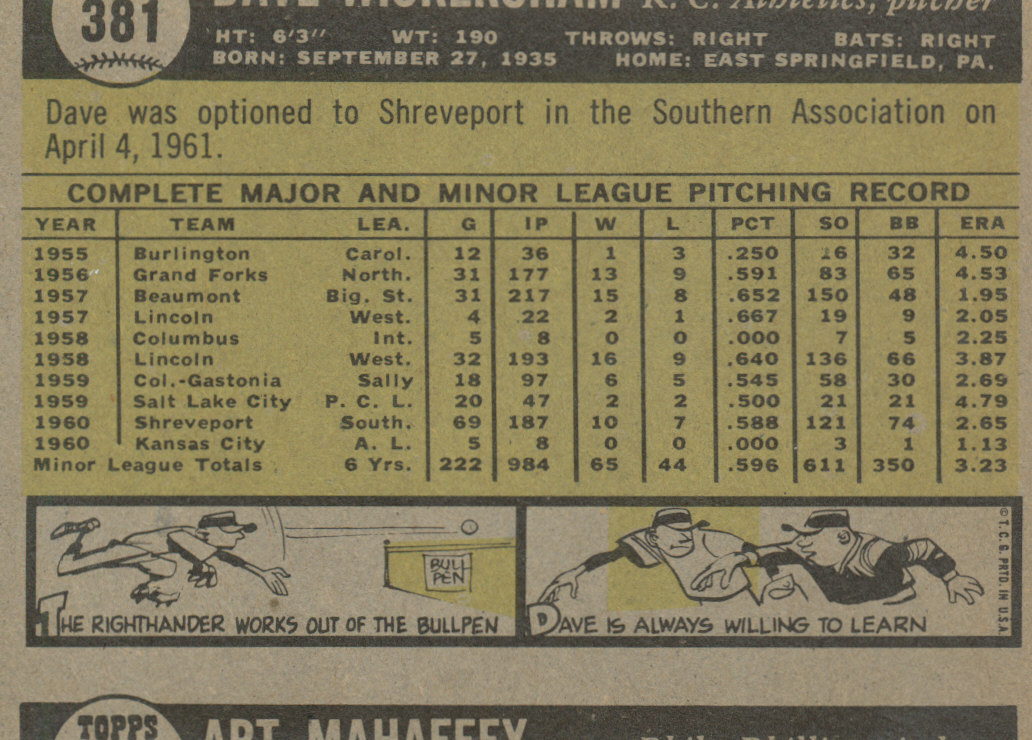 381 DAVE WICKERSHAM K. C. Athletics, pitcher
HT: 6'3" WT: 190 THROWS: RIGHT BATS: RIGHT
BORN: SEPTEMBER 27, 1935 HOME: EAST SPRINGFIELD, PA.
Dave was optioned to Shreveport in the Southern Association on
April 4, 1961.
COMPLETE MAJOR AND MINOR LEAGUE PITCHING RECORD
YEAR TEAM LEA. G IP W L PCT SO BB ERA
1955 Burlington Carol. 12 36 1 3 .250 16 32 4.50
1956 Grand Forks North. 31 177 13 9 .591 83 65 4.53
1957 Beaumont Big. St. 31 217 15 8 .652 150 48 1.95
1957 Lincoln West. 4 22 2 1 .667 19 9 2.05
1958 Columbus Int. 5 8 0 0 .000 7 5 2.25
1958 Lincoln West. 32 193 16 9 .640 136 66 3.87
1959 Col.-Gastonia Sally 18 97 6 5 .545 58 30 2.69
1959 Salt Lake City P. C. L. 20 47 2 2 .500 21 21 4.79
1960 Shreveport South. 69 187 10 7 .588 121 74 2.65
1960 Kansas City A. L. 5 8 0 0 .000 3 1 1.13
Minor League Totals 6 Yrs. 222 984 65 44 .596 611 350 3.23
BULL
PEN
THE RIGHTHANDER WORKS OUT OF THE BULLPEN
DAVE IS ALWAYS WILLING TO LEARN
© T. C. G. PRTD. IN U.S.A.
TOPPS
ART MAHAFFEY